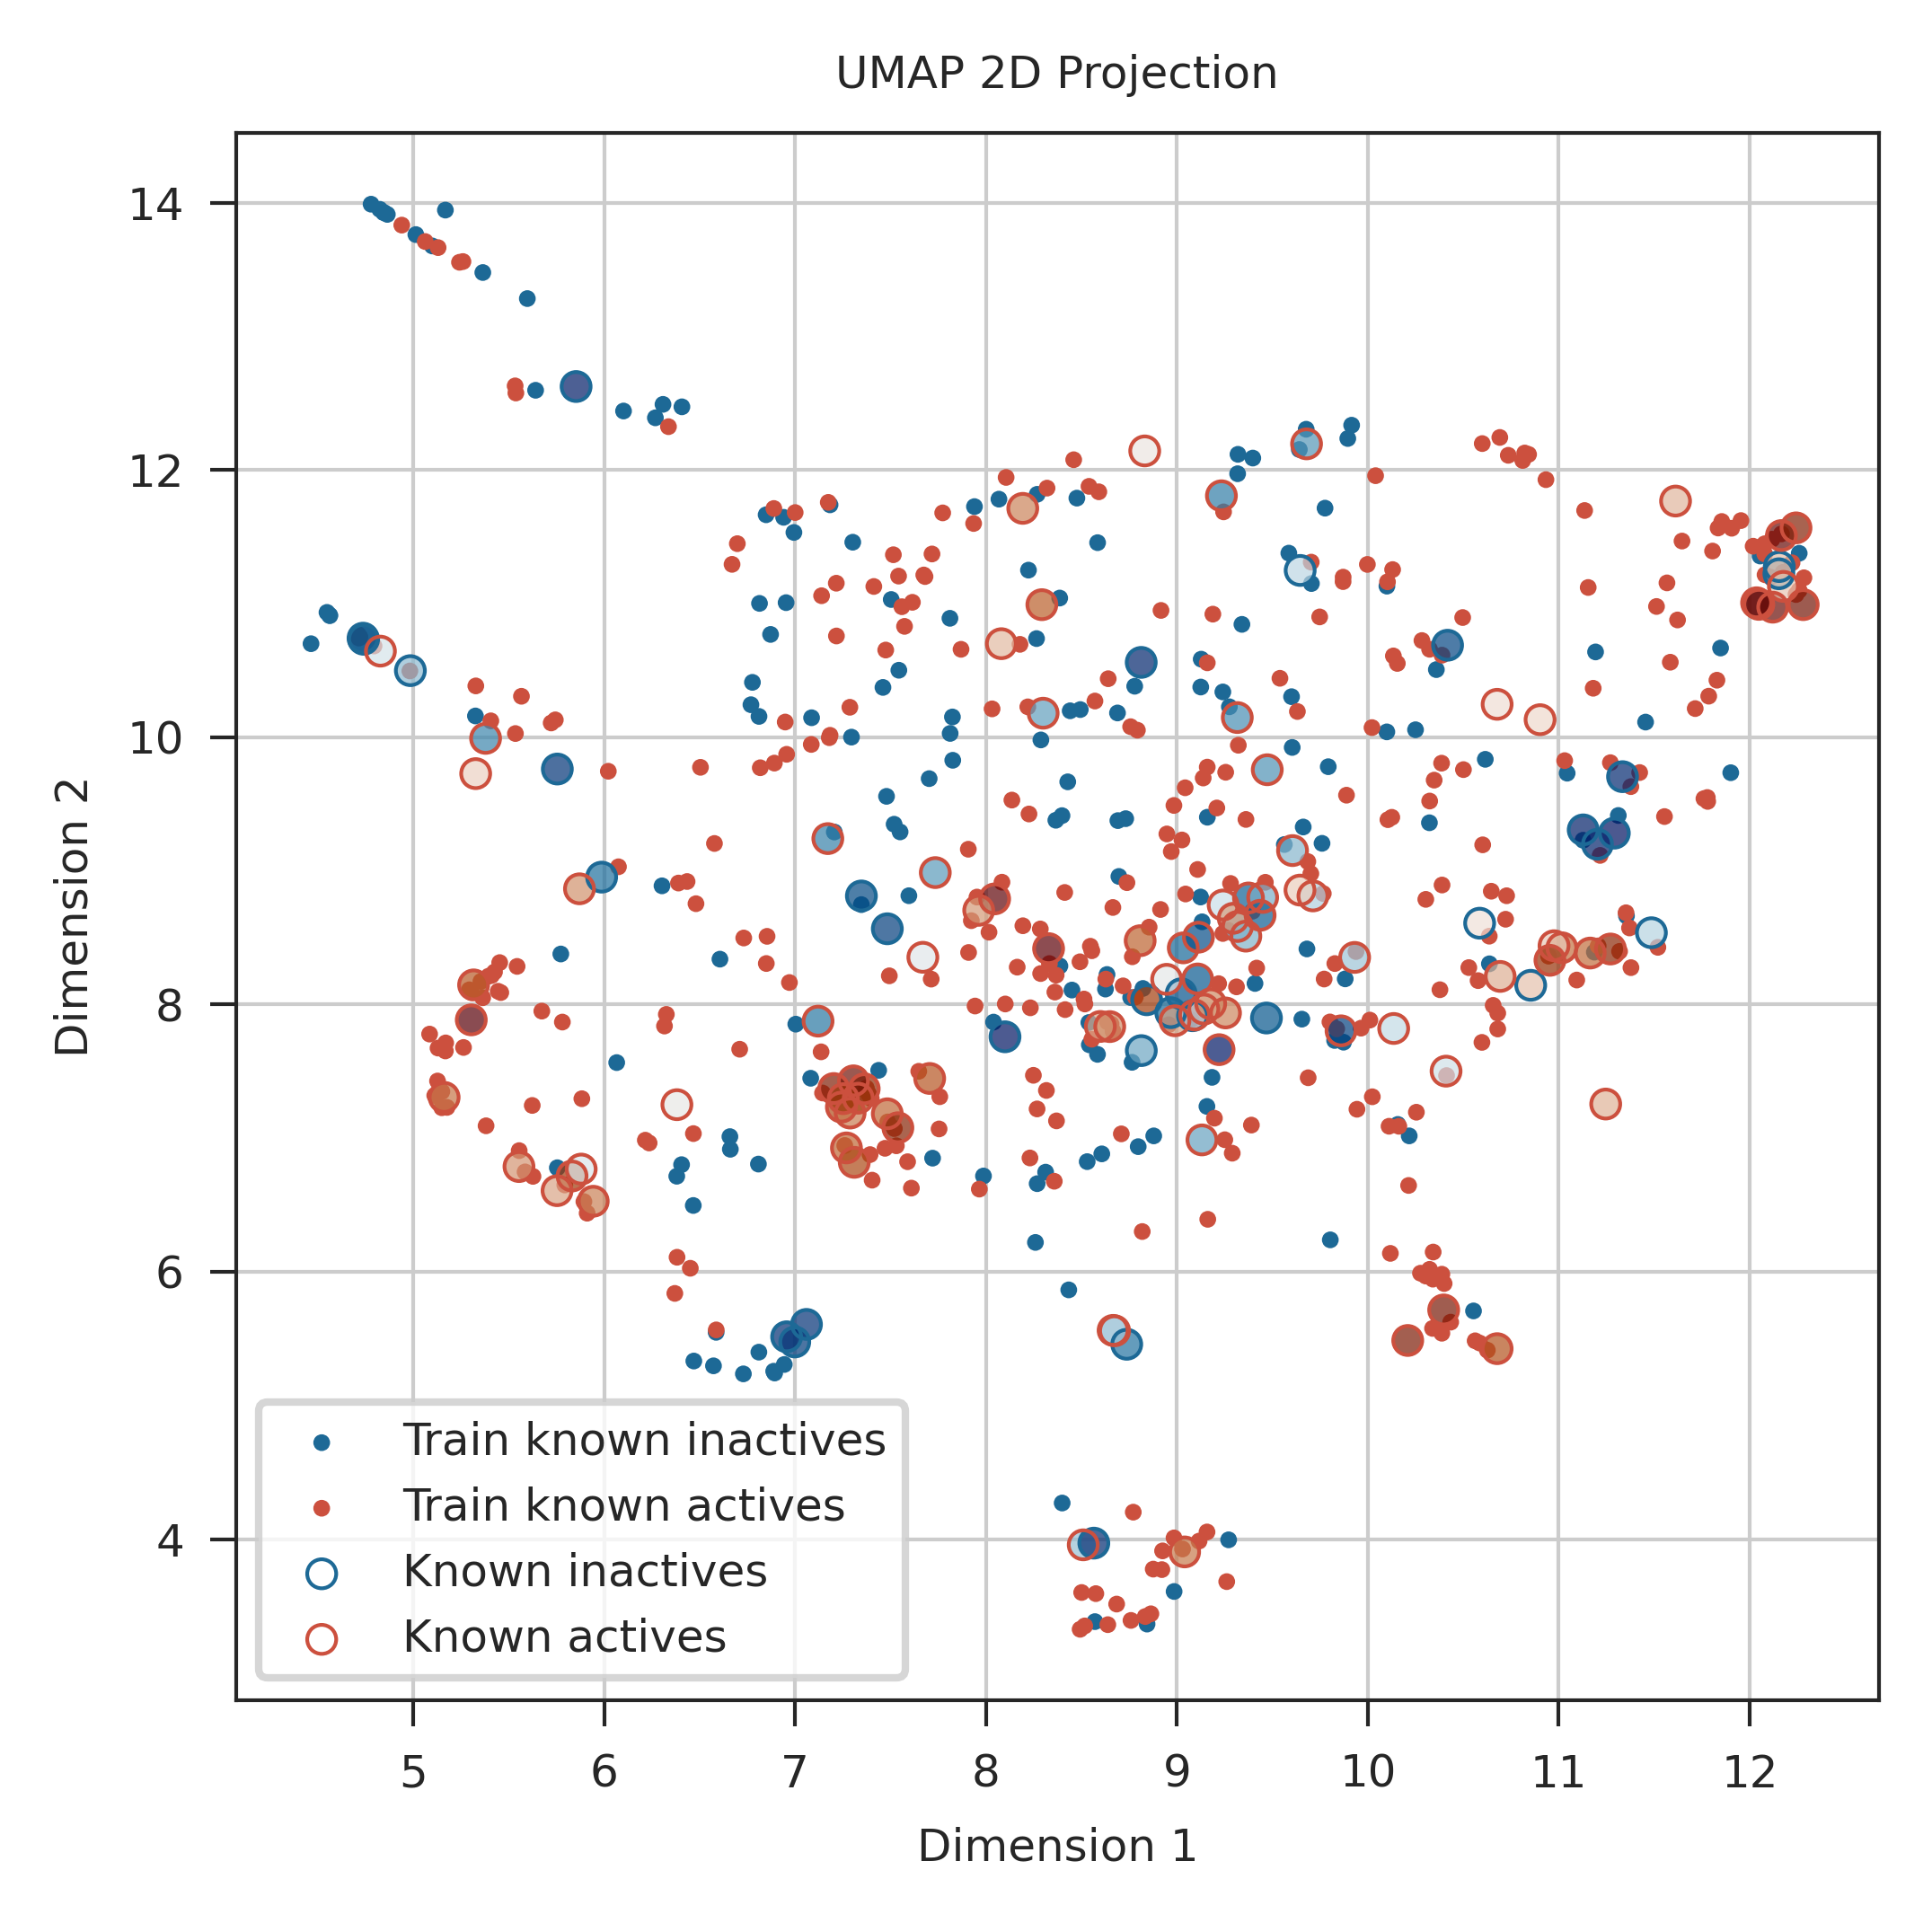 UMAP 2D Projection
14
12
10
8
6
4
Dimension 2
Train known inactives
Train known actives
Known inactives
Known actives
5 6 7 8 9 10 11 12
Dimension 1